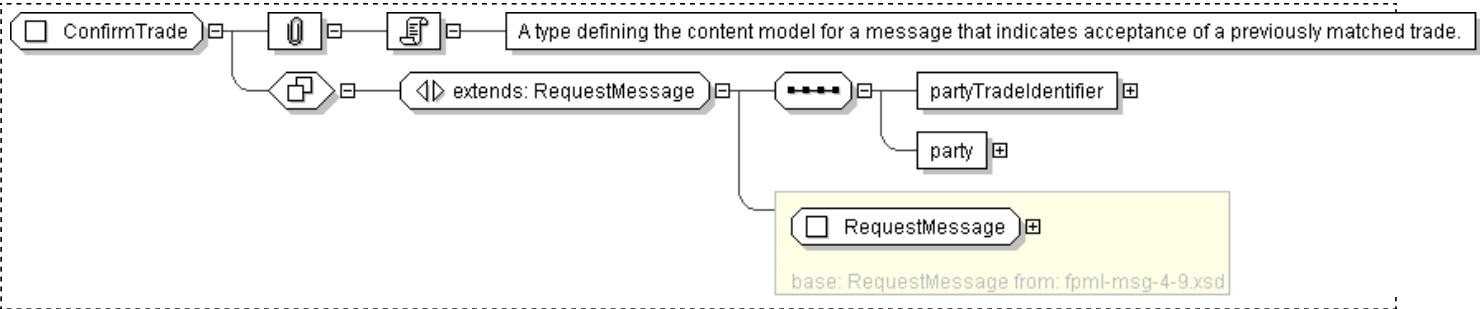 ConfirmTrade
A type defining the content model for a message that indicates acceptance of a previously matched trade.
extends: RequestMessage
partyTradeIdentifier
party
RequestMessage
base: RequestMessage from: fpml-msg-4-9.xsd